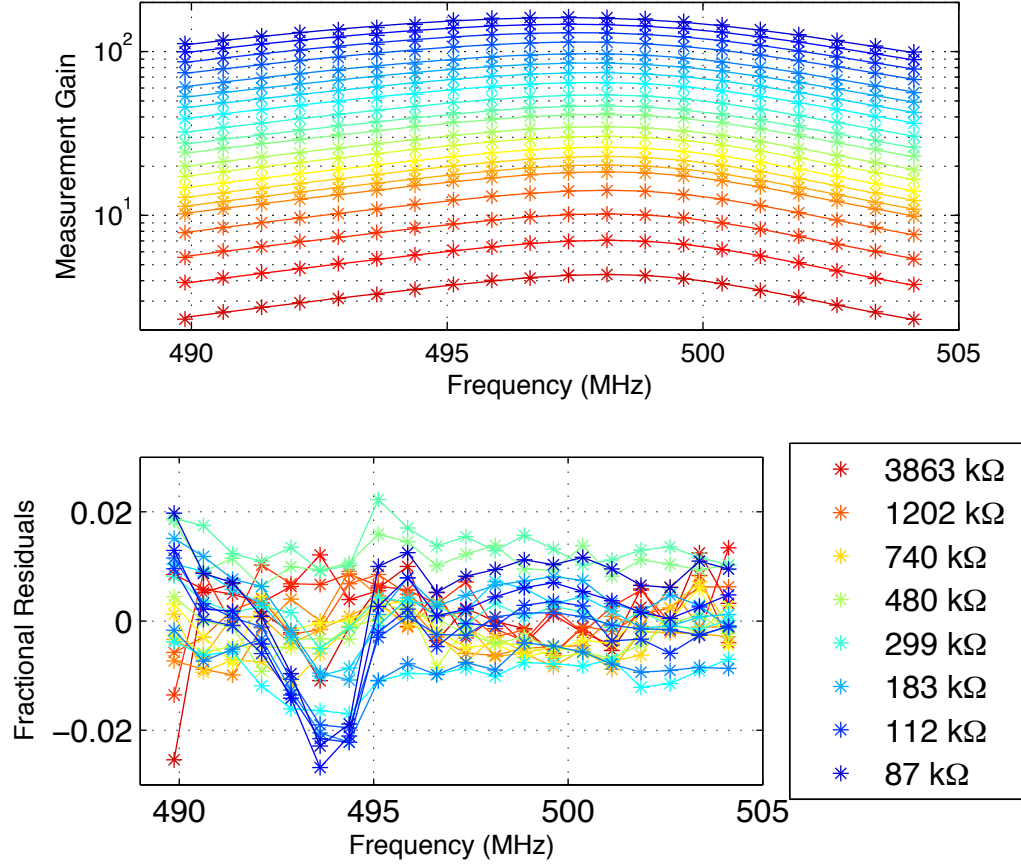 Measurement Gain
10²
10¹
490
495
500
505
Frequency (MHz)
Fractional Residuals
0.02
0
−0.02
490
495
500
505
Frequency (MHz)
3863 kΩ
1202 kΩ
740 kΩ
480 kΩ
299 kΩ
183 kΩ
112 kΩ
87 kΩ